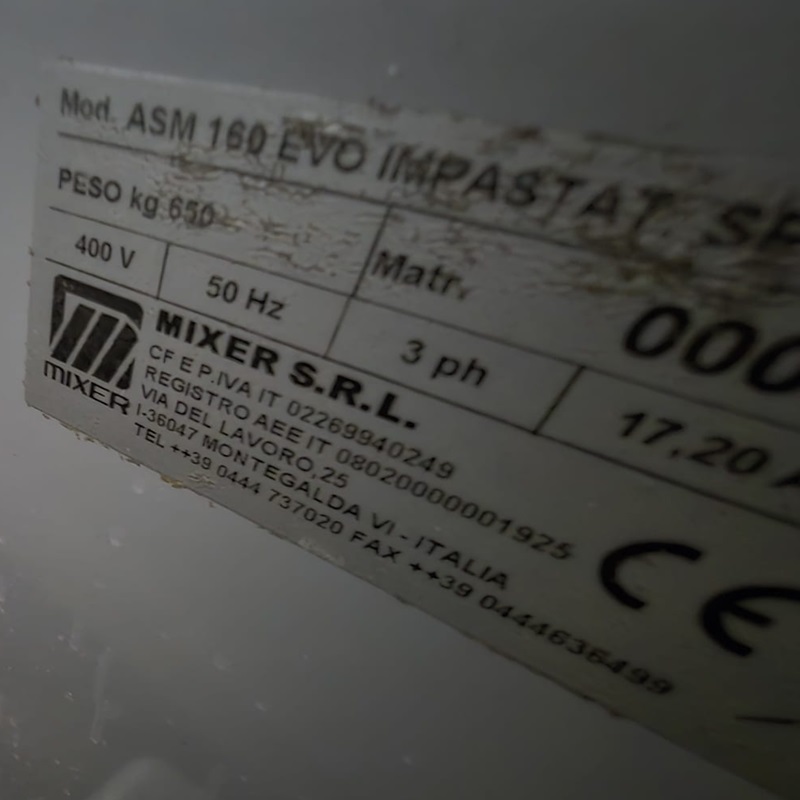 Mod. ASM 160 EVO IMPASTAT. SP
PESO kg 650
Matr. 000
400 V 50 Hz 3 ph 17,20
MIXER
MIXER S.R.L.
CF E P.IVA IT 02269940249
REGISTRO AEE IT 08020000001925
VIA DEL LAVORO,25
I-36047 MONTEGALDA VI - ITALIA
TEL ++39 0444 737020 FAX ++39 0444636499
CE